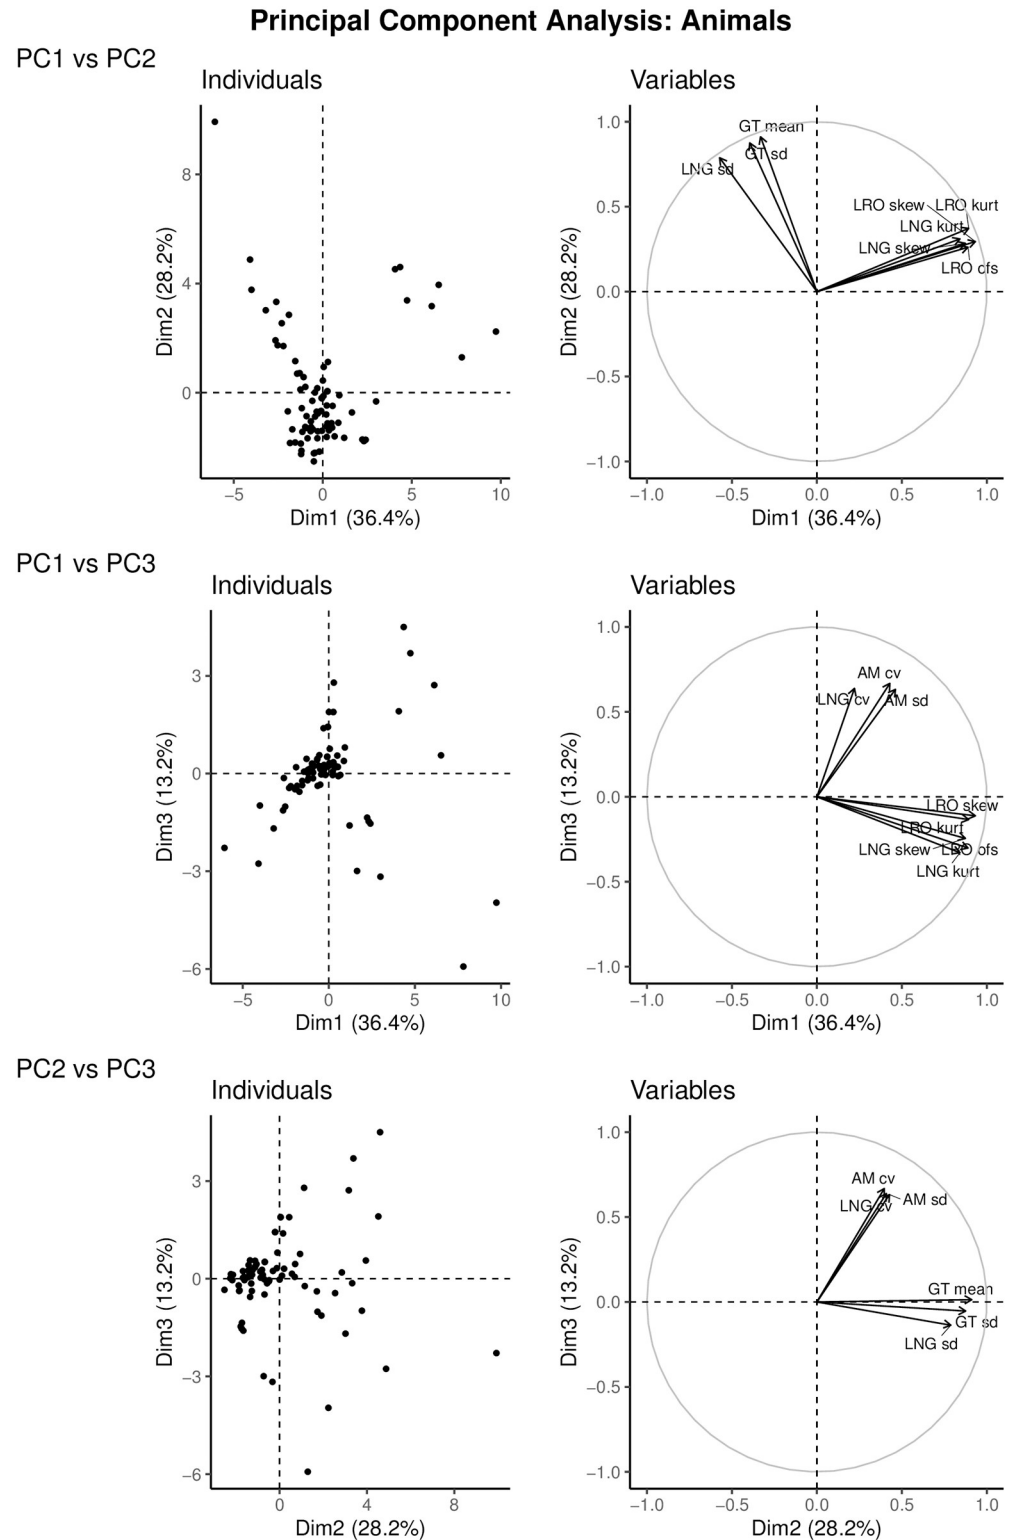 Principal Component Analysis: Animals
PC1 vs PC2
Individuals
Variables
8
4
0
−5
0
5
10
Dim1 (36.4%)
Dim2 (28.2%)
1.0
0.5
0.0
−0.5
−1.0
−1.0
−0.5
0.0
0.5
1.0
Dim1 (36.4%)
Dim2 (28.2%)
GT mean
GT sd
LNG sd
LRO skew
LRO kurt
LNG kurt
LNG skew
LRO cfs
PC1 vs PC3
Individuals
Variables
3
0
−3
−6
−5
0
5
10
Dim1 (36.4%)
Dim3 (13.2%)
1.0
0.5
0.0
−0.5
−1.0
−1.0
−0.5
0.0
0.5
1.0
Dim1 (36.4%)
Dim3 (13.2%)
AM cv
LNG cv
AM sd
LRO skew
LRO kurt
LNG skew
LRO cfs
LNG kurt
PC2 vs PC3
Individuals
Variables
3
0
−3
−6
0
4
8
Dim2 (28.2%)
Dim3 (13.2%)
1.0
0.5
0.0
−0.5
−1.0
−1.0
−0.5
0.0
0.5
1.0
Dim2 (28.2%)
Dim3 (13.2%)
AM cv
LNG cv
AM sd
GT mean
GT sd
LNG sd